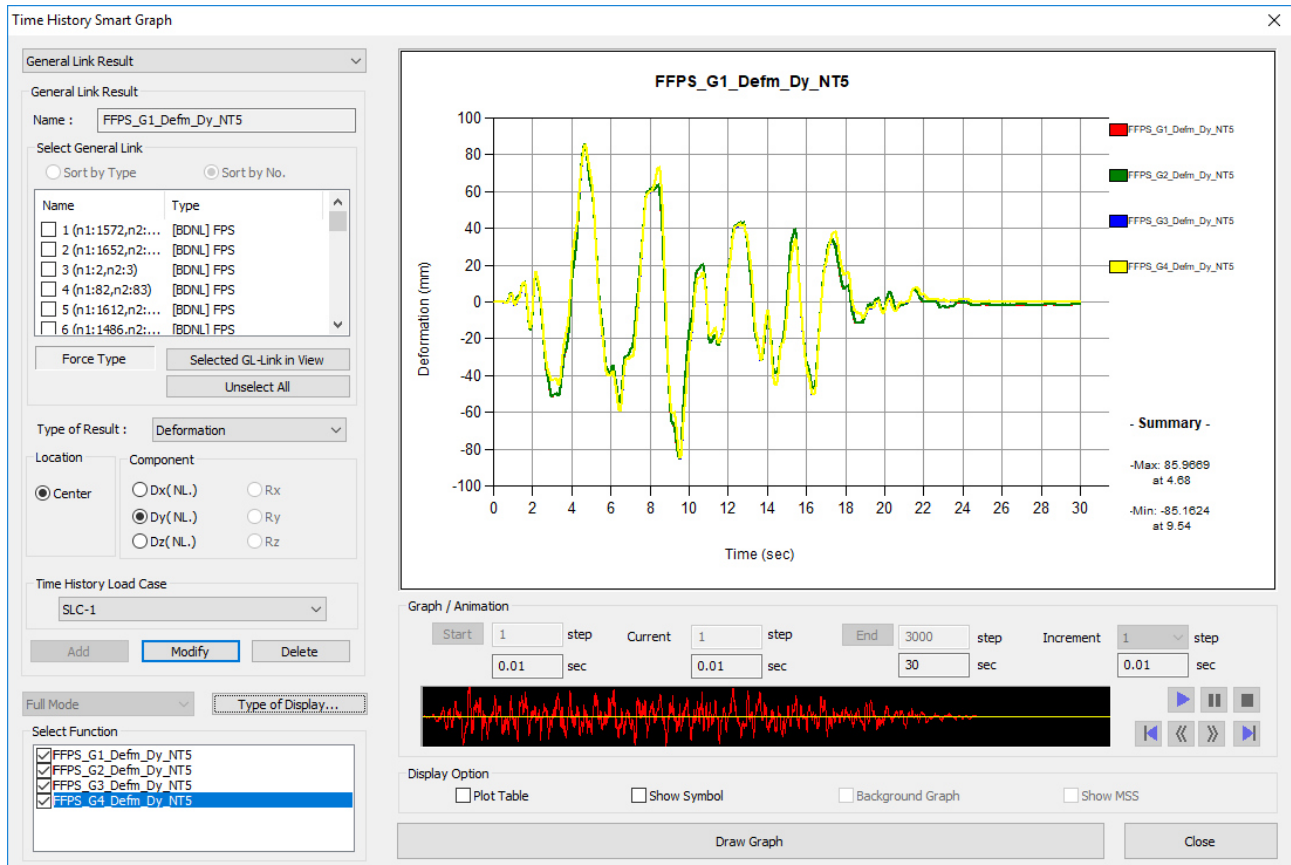 Time History Smart Graph
General Link Result
General Link Result
Name : FFPS_G1_Defm_Dy_NT5
Select General Link
Sort by Type Sort by No.
Name Type
1 (n1:1572,n2:... [BDNL] FPS
2 (n1:1652,n2:... [BDNL] FPS
3 (n1:2,n2:3) [BDNL] FPS
4 (n1:82,n2:83) [BDNL] FPS
5 (n1:1612,n2:... [BDNL] FPS
6 (n1:1486,n2:... [BDNL] FPS
Force Type Selected GL-Link in View
Unselect All
Type of Result : Deformation
Location Component
Center Dx( NL.) Rx
Dy( NL.) Ry
Dz( NL.) Rz
Time History Load Case
SLC-1
Add Modify Delete
Full Mode Type of Display...
Select Function
FFPS_G1_Defm_Dy_NT5
FFPS_G2_Defm_Dy_NT5
FFPS_G3_Defm_Dy_NT5
FFPS_G4_Defm_Dy_NT5
FFPS_G1_Defm_Dy_NT5
100
80
60
40
20
0
-20
-40
-60
-80
-100
Deformation (mm)
0 2 4 6 8 10 12 14 16 18 20 22 24 26 28 30
Time (sec)
FFPS_G1_Defm_Dy_NT5
FFPS_G2_Defm_Dy_NT5
FFPS_G3_Defm_Dy_NT5
FFPS_G4_Defm_Dy_NT5
- Summary -
-Max: 85.9669
at 4.68
-Min: -85.1624
at 9.54
Graph / Animation
Start 1 step Current 1 step End 3000 step Increment 1 step
0.01 sec 0.01 sec 30 sec 0.01 sec
Display Option
Plot Table Show Symbol Background Graph Show MSS
Draw Graph Close